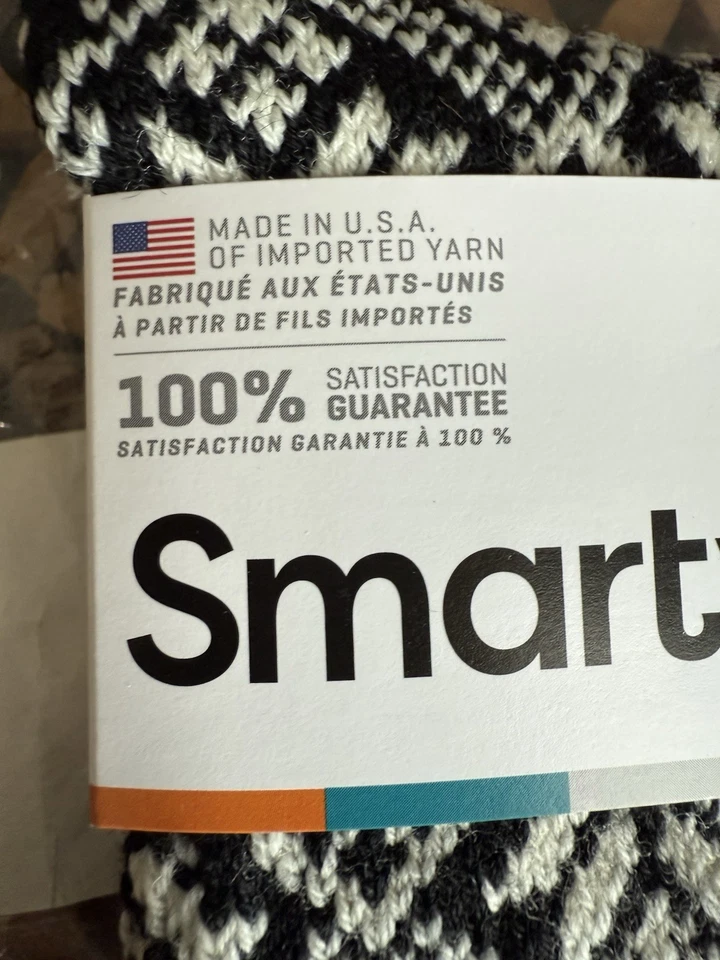 MADE IN U.S.A.
OF IMPORTED YARN
FABRIQUÉ AUX ÉTATS-UNIS
À PARTIR DE FILS IMPORTÉS
100% SATISFACTION
GUARANTEE
SATISFACTION GARANTIE À 100 %
Smart